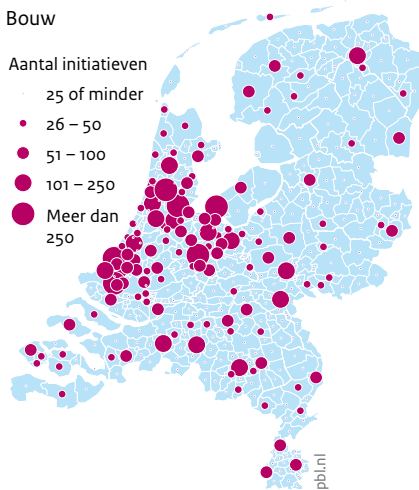 Bouw
Aantal initiatieven
25 of minder
26 – 50
51 – 100
101 – 250
Meer dan
250
pbl.nl